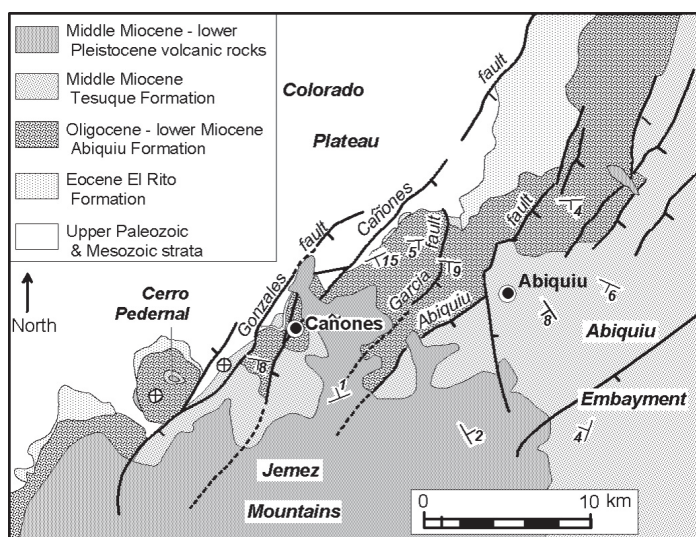 Middle Miocene - lower
Pleistocene volcanic rocks
Middle Miocene
Tesuque Formation
Oligocene - lower Miocene
Abiquiu Formation
Eocene El Rito
Formation
Upper Paleozoic
& Mesozoic strata
North
Colorado
Plateau
fault
Cañones
fault
Gonzales
fault
Garcia
fault
Abiquiu
15
5
9
4
Cerro
Pedernal
Cañones
Abiquiu
6
8
8
1
Abiquiu
Embayment
4
2
Jemez
Mountains
0
10 km